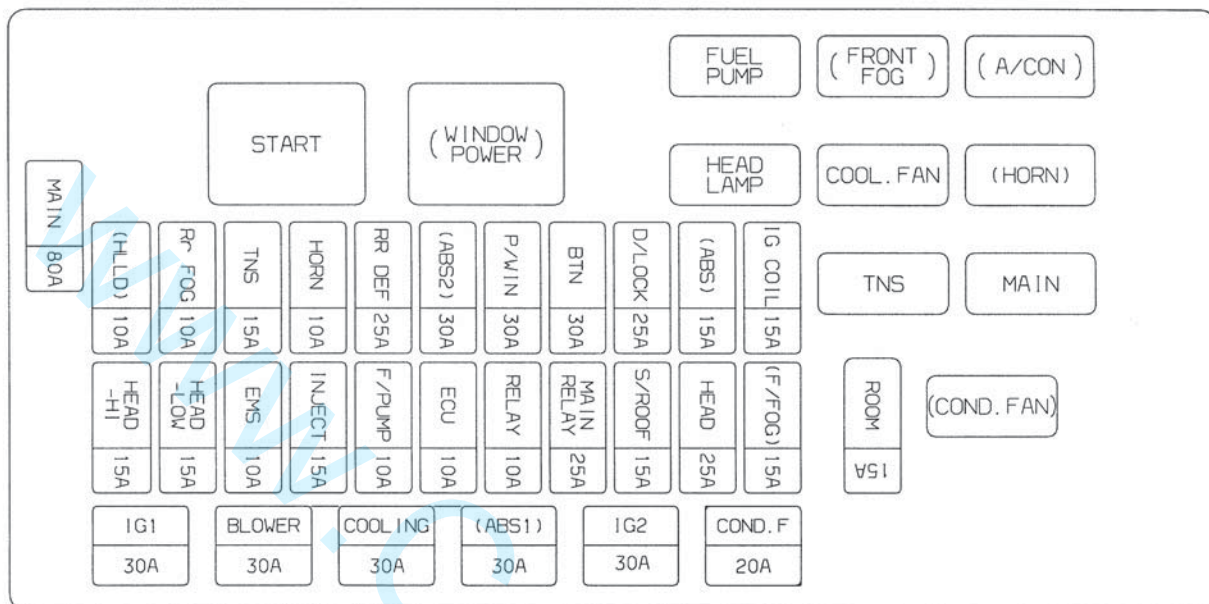 FUEL
PUMP
(FRONT
FOG)
(A/CON)
START
(WINDOW
POWER)
HEAD
LAMP
COOL.FAN
(HORN)
MAIN
80A
(HLLD)
10A
Rr FOG
10A
TNS
15A
HORN
10A
RR DEF
25A
(ABS2)
30A
P/WIN
30A
BTN
30A
D/LOCK
25A
(ABS)
15A
IG COIL
15A
TNS
MAIN
HEAD
-HI
15A
HEAD
-LOW
15A
EMS
10A
INJECT
15A
F/PUMP
10A
ECU
10A
RELAY
10A
MAIN
RELAY
25A
S/ROOF
15A
HEAD
25A
(F/FOG)
15A
ROOM
15A
(COND.FAN)
IG1
30A
BLOWER
30A
COOLING
30A
(ABS1)
30A
IG2
30A
COND.F
20A
www.c